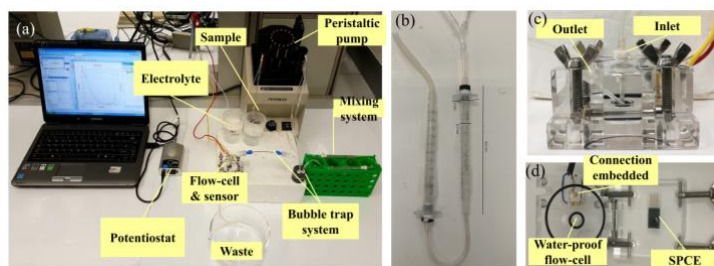 (a)
Sample
Peristaltic
pump
Electrolyte
Mixing
system
Flow-cell
& sensor
Bubble trap
system
Potentiostat
Waste
(b)
(c)
Outlet
Inlet
(d)
Connection
embedded
Water-proof
flow-cell
SPCE